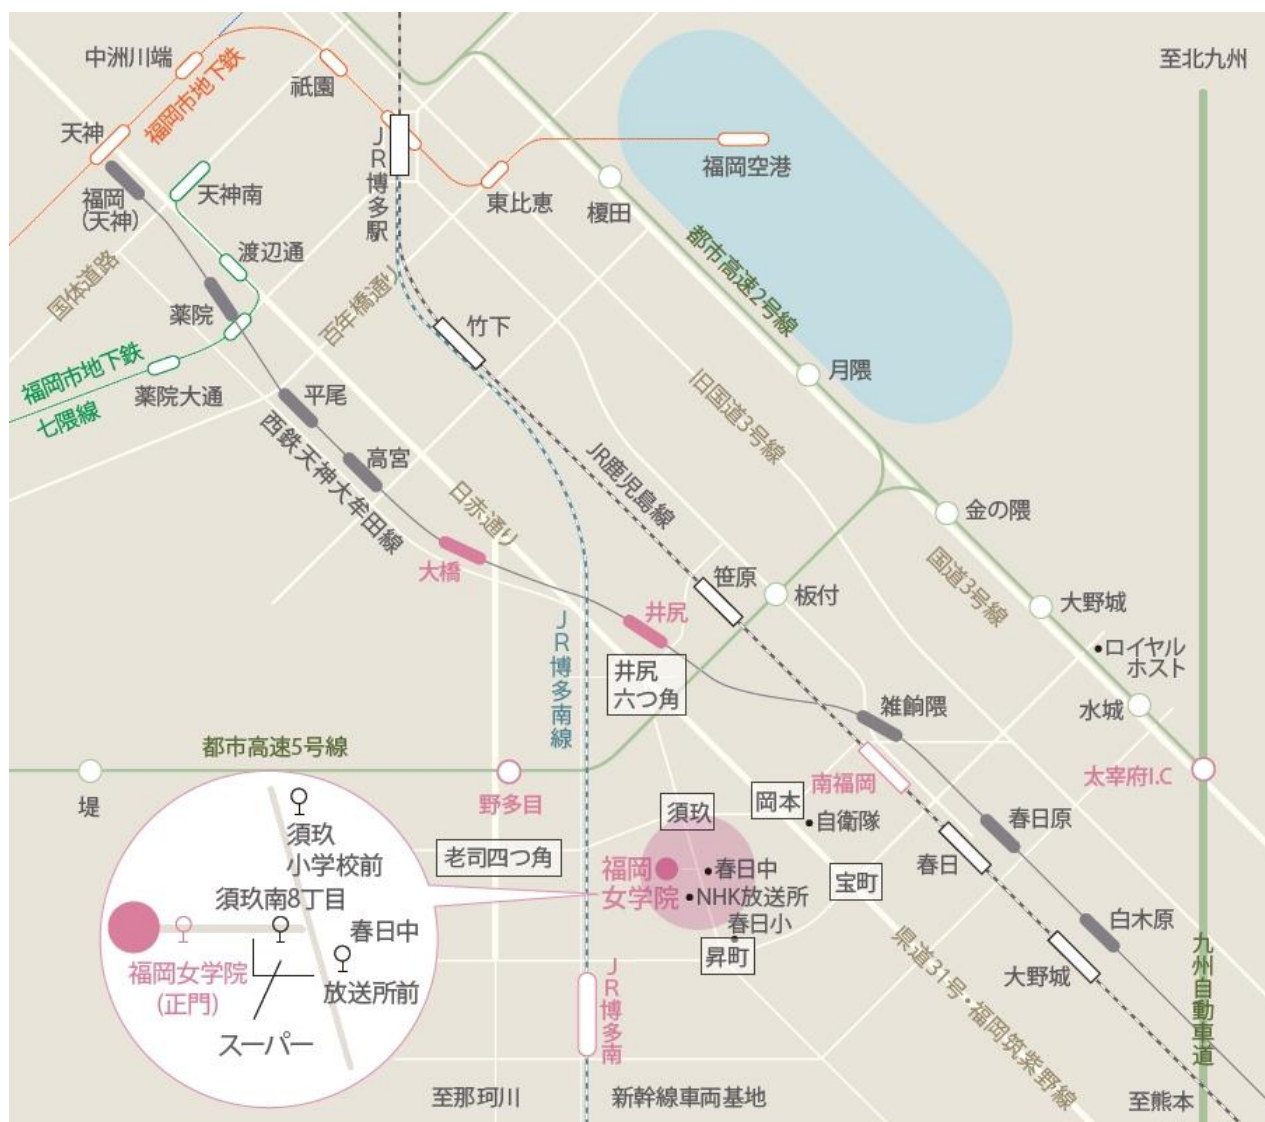 中洲川端
福岡市地下鉄
祇園
至北九州
天神
福岡
(天神)
天神南
JR博多駅
東比恵
福岡空港
榎田
国体道路
渡辺通
百年橋通り
都市高速2号線
薬院
竹下
福岡市地下鉄
七隈線
薬院大通
平尾
月隈
旧国道3号線
西鉄天神大牟田線
高宮
JR鹿児島線
日赤通り
金の隈
大橋
国道3号線
笹原
板付
大野城
井尻
JR博多南線
井尻
六つ角
ロイヤル
ホスト
雑餉隈
水城
都市高速5号線
堤
野多目
南福岡
太宰府I.C
須玖
岡本
自衛隊
春日原
老司四つ角
福岡
女学院
春日中
NHK放送所
春日小
宝町
春日
昇町
白木原
須玖
小学校前
須玖南8丁目
春日中
放送所前
福岡女学院
(正門)
スーパー
JR博多南
大野城
県道31号・福岡筑紫野線
九州自動車道
至那珂川
新幹線車両基地
至熊本